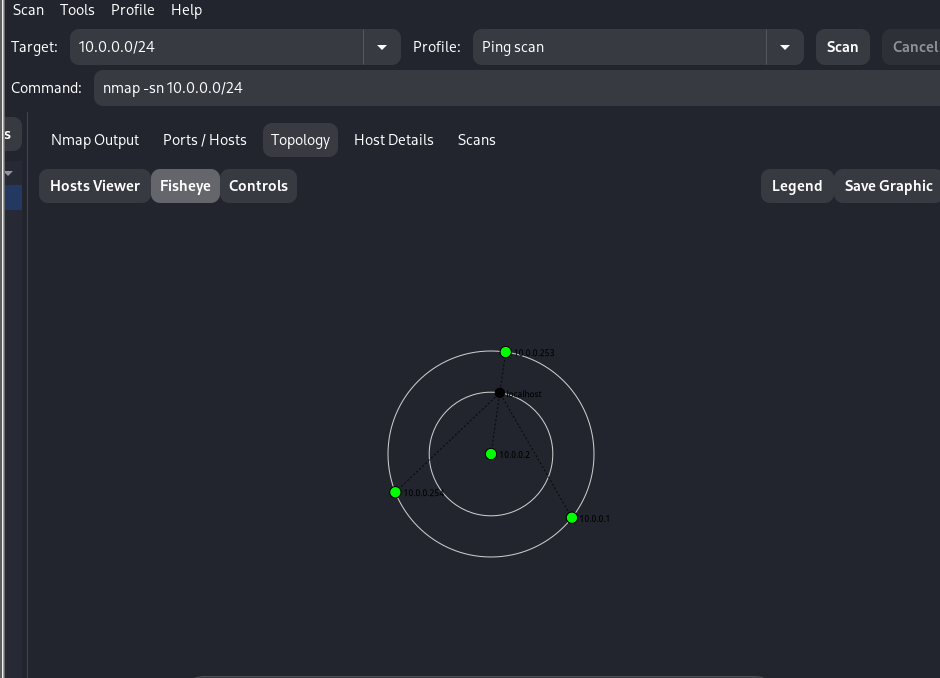 Scan Tools Profile Help
Target: 10.0.0.0/24 Profile: Ping scan Scan Cancel
Command: nmap -sn 10.0.0.0/24
s
Nmap Output Ports / Hosts Topology Host Details Scans
Hosts Viewer Fisheye Controls Legend Save Graphic
10.0.0.253
localhost
10.0.0.2
10.0.0.1